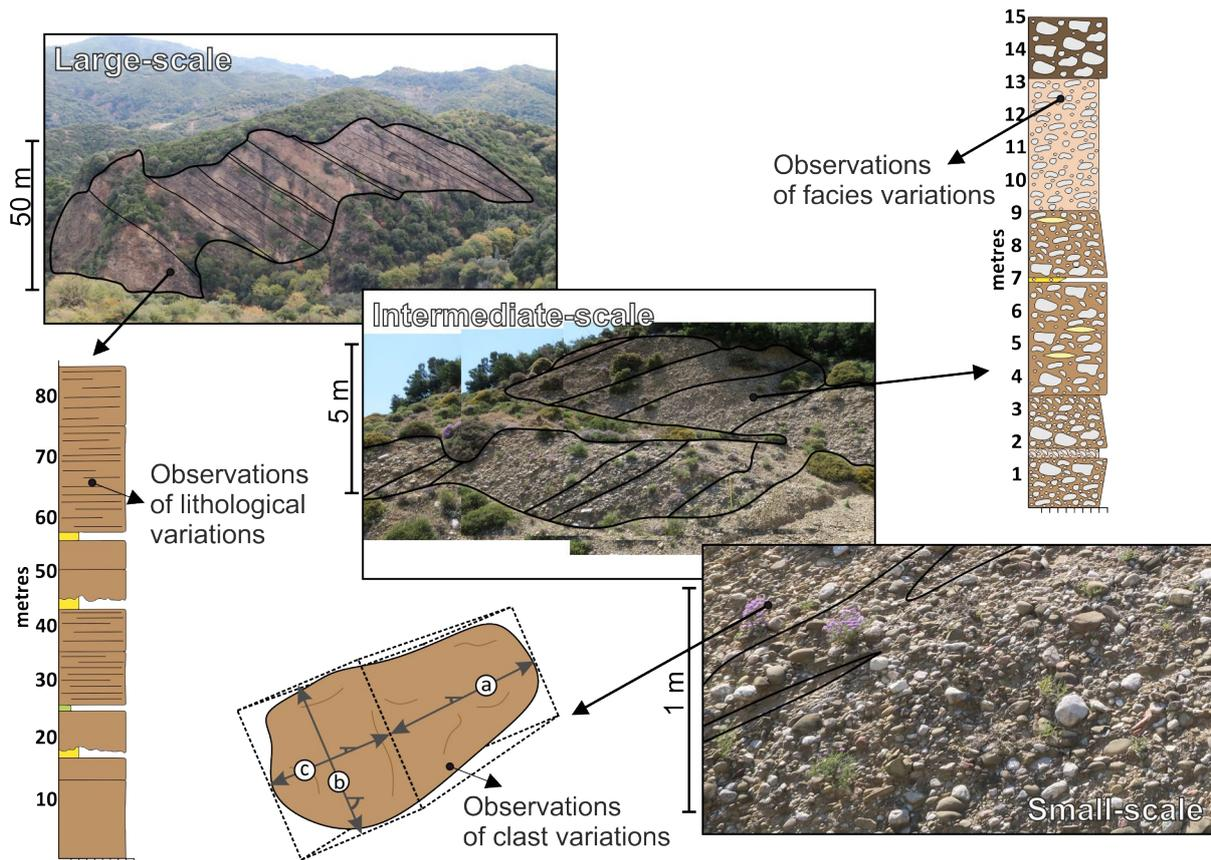 Large-scale
50 m
Observations
of lithological
variations
80
70
60
50
40
30
20
10
metres
Intermediate-scale
5 m
Observations
of facies variations
15
14
13
12
11
10
9
8
7
6
5
4
3
2
1
metres
Small-scale
1 m
a
b
c
Observations
of clast variations